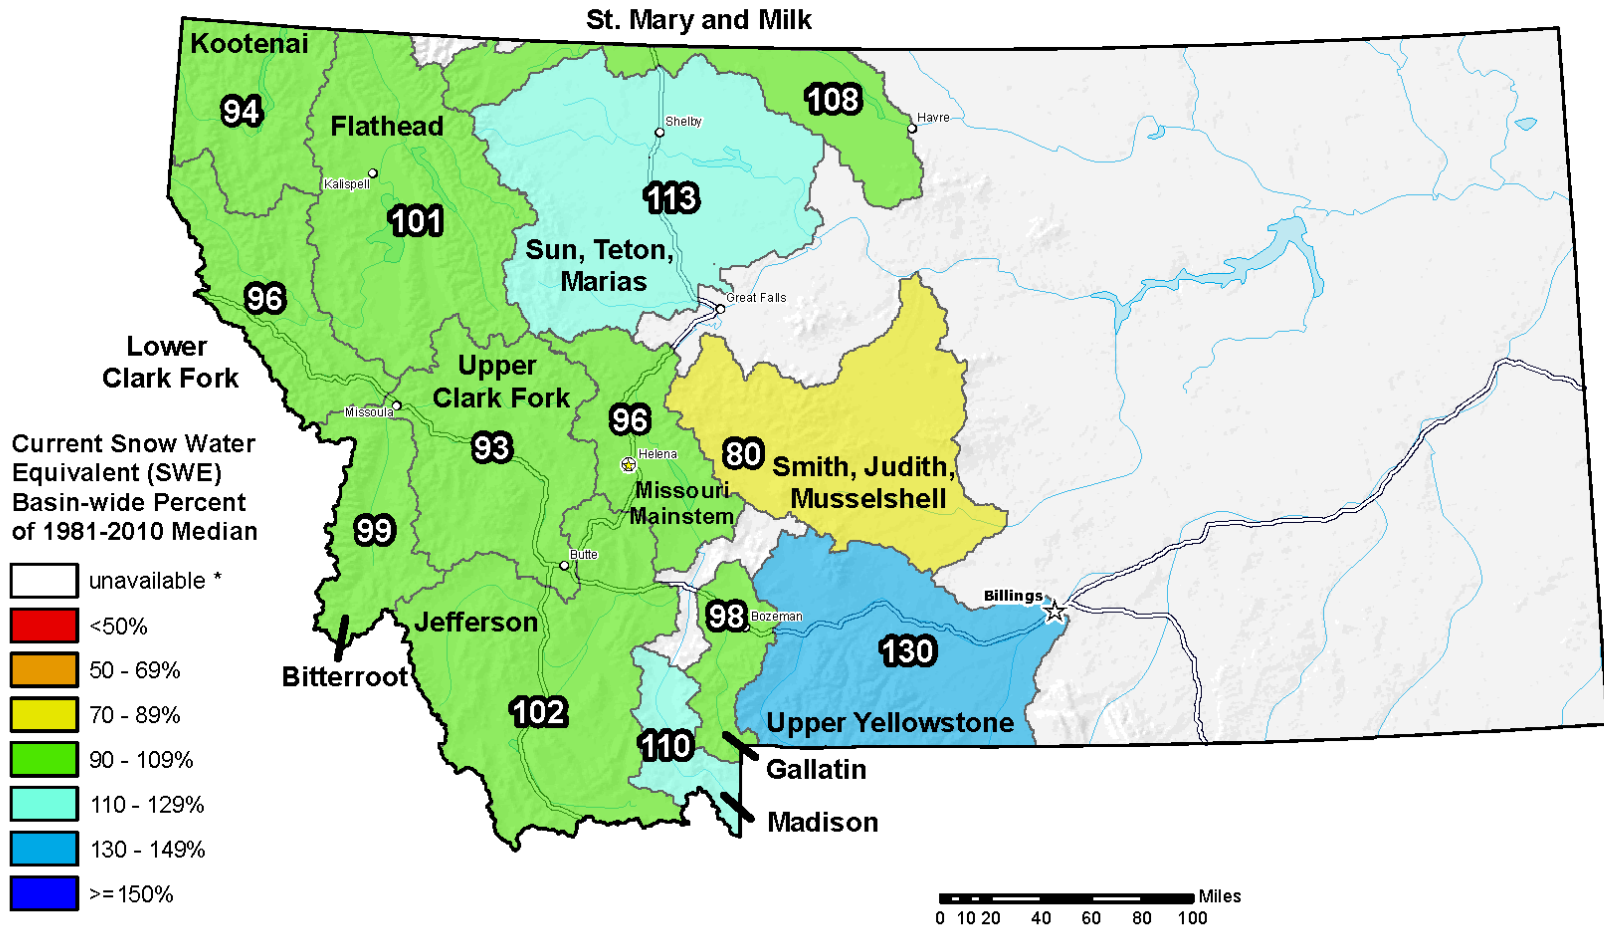 St. Mary and Milk
Kootenai
94
Flathead
108
Shelby
Havre
Kalispell
101
113
Sun, Teton,
Marias
96
Great Falls
Lower
Clark Fork
Upper
Clark Fork
Missoula
96
93
Helena
80
Smith, Judith,
Musselshell
Missouri
Mainstem
Current Snow Water
Equivalent (SWE)
Basin-wide Percent
of 1981-2010 Median
99
Butte
unavailable *
<50%
50 - 69%
70 - 89%
90 - 109%
110 - 129%
130 - 149%
>=150%
Billings
Jefferson
98
Bozeman
130
Bitterroot
102
110
Upper Yellowstone
Gallatin
Madison
Miles
0 10 20 40 60 80 100